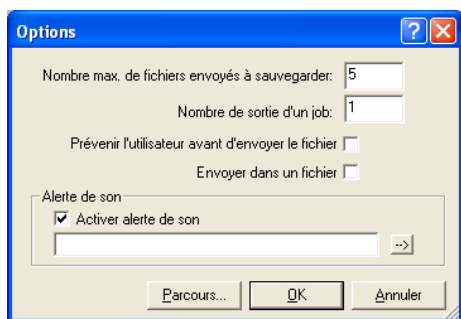 Options
Nombre max. de fichiers envoyés à sauvegarder: 5
Nombre de sortie d'un job: 1
Prévenir l'utilisateur avant d'envoyer le fichier
Envoyer dans un fichier
Alerte de son
Activer alerte de son
-->
Parcours... OK Annuler